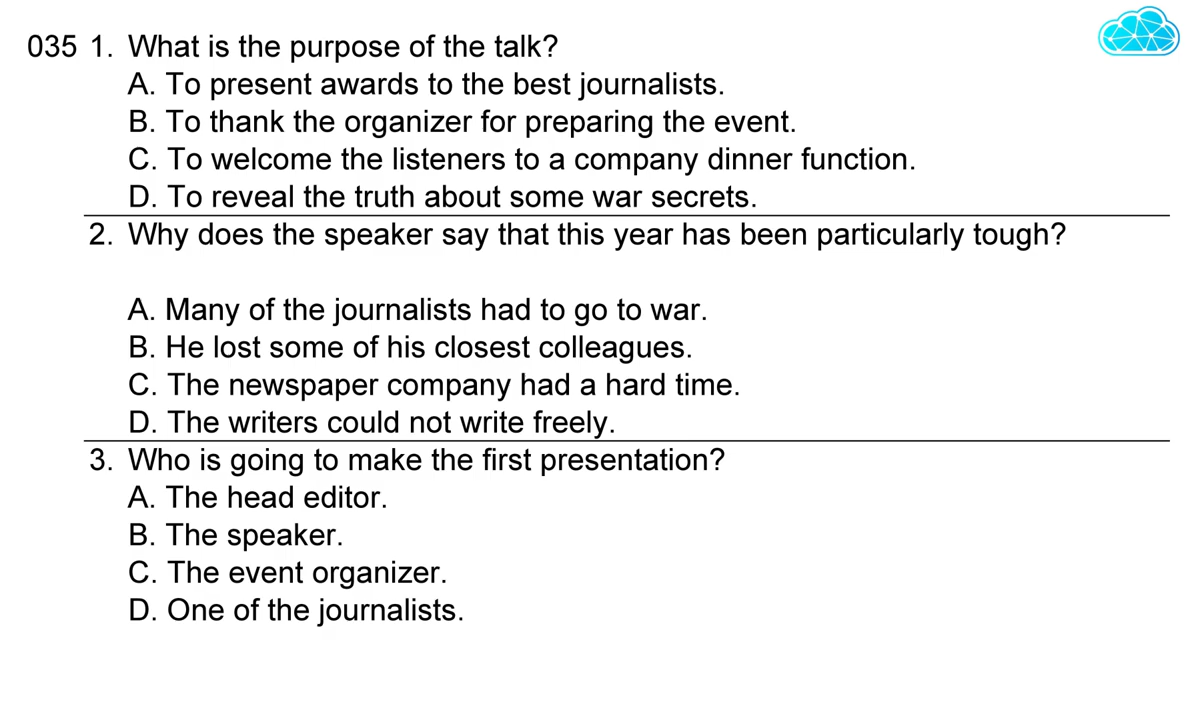 035 1. What is the purpose of the talk?
A. To present awards to the best journalists.
B. To thank the organizer for preparing the event.
C. To welcome the listeners to a company dinner function.
D. To reveal the truth about some war secrets.
2. Why does the speaker say that this year has been particularly tough?
A. Many of the journalists had to go to war.
B. He lost some of his closest colleagues.
C. The newspaper company had a hard time.
D. The writers could not write freely.
3. Who is going to make the first presentation?
A. The head editor.
B. The speaker.
C. The event organizer.
D. One of the journalists.